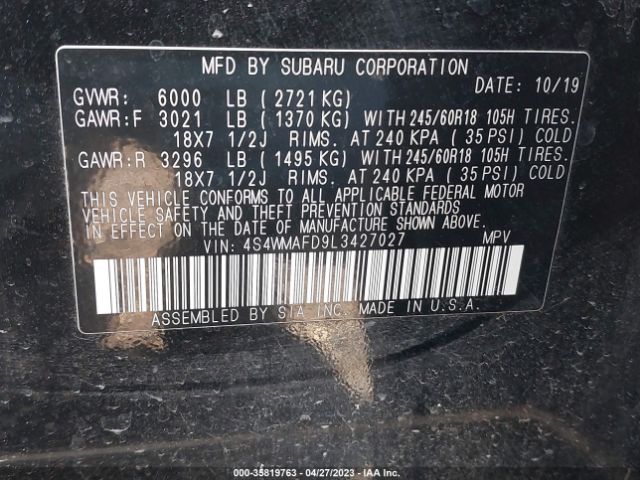 MFD BY SUBARU CORPORATION
DATE: 10/19
GVWR: 6000 LB ( 2721 KG)
GAWR:F 3021 LB ( 1370 KG) WITH 245/60R18 105H TIRES.
18X7 1/2J RIMS. AT 240 KPA ( 35 PSI) COLD
GAWR:R 3296 LB ( 1495 KG) WITH 245/60R18 105H TIRES.
18X7 1/2J RIMS. AT 240 KPA ( 35 PSI) COLD
THIS VEHICLE CONFORMS TO ALL APPLICABLE FEDERAL MOTOR
VEHICLE SAFETY AND THEFT PREVENTION STANDARDS
IN EFFECT ON THE DATE OF MANUFACTURE SHOWN ABOVE.
VIN: 4S4WMAFD9L3427027 MPV
ASSEMBLED BY SIA INC. MADE IN U.S.A.
000-35819763 - 04/27/2023 - IAA Inc.